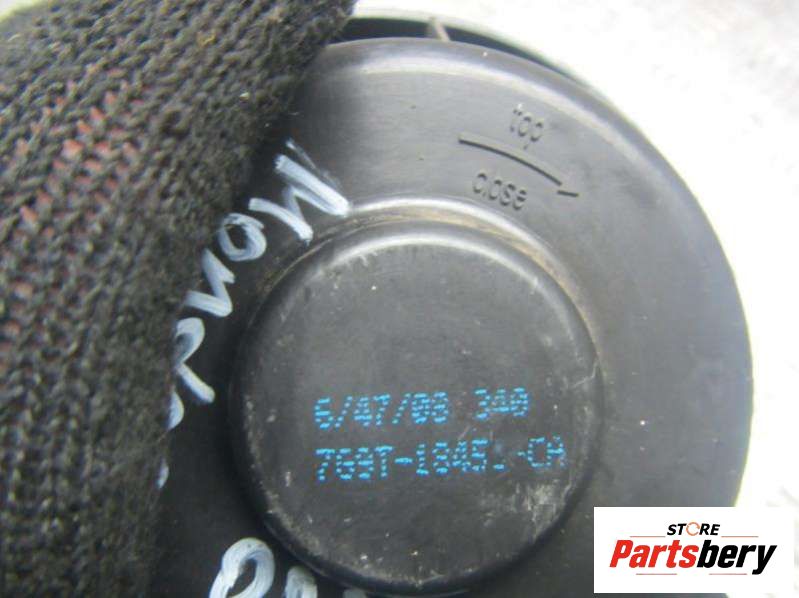 top
close
6/47/08 340
7G9T-18451-CA
STORE
Partsbery